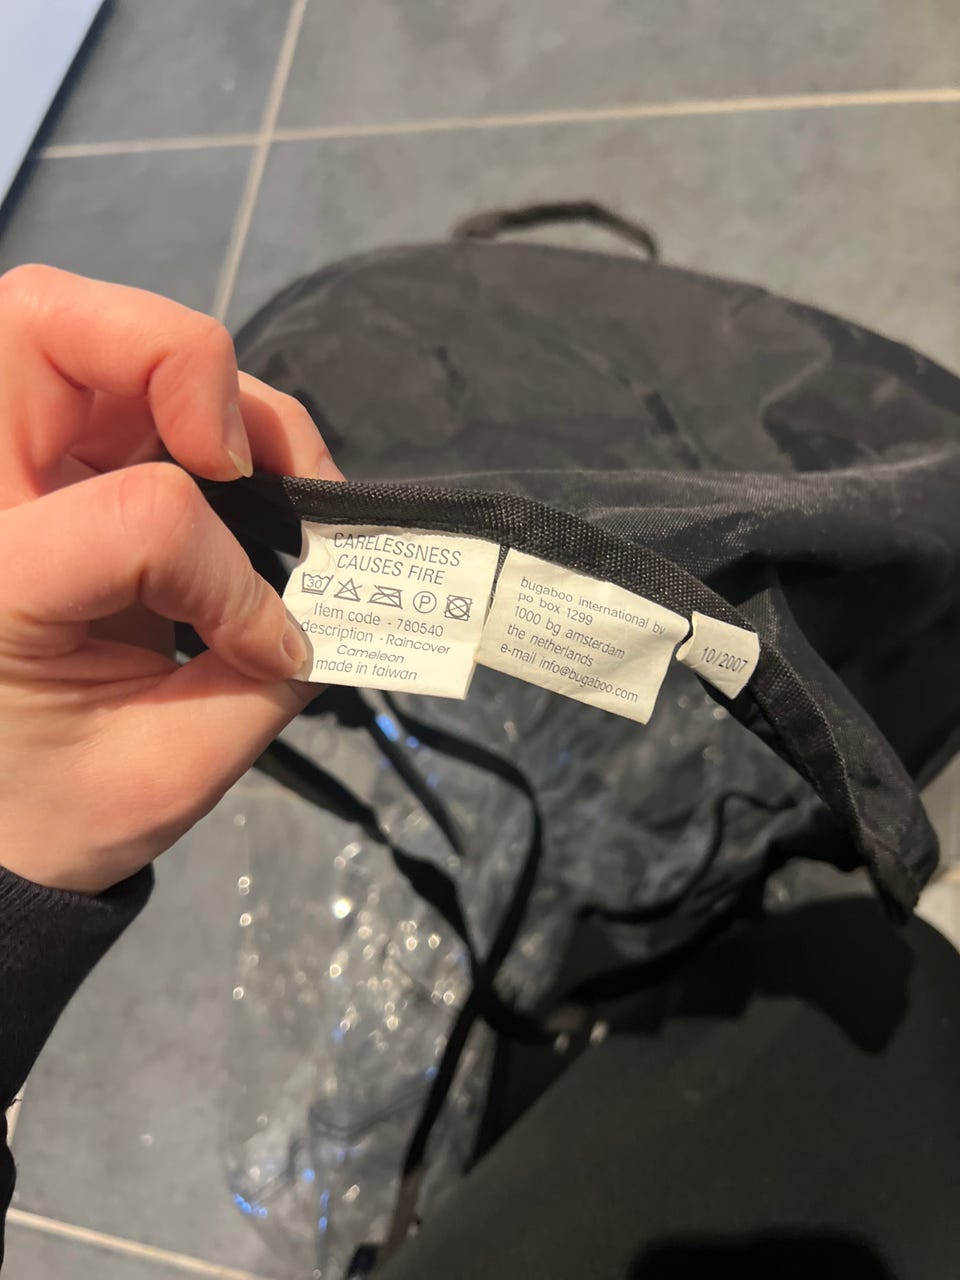 CARELESSNESS
CAUSES FIRE
30 P
Item code - 780540
description - Raincover
Cameleon
made in taiwan
bugaboo international bv
po box 1299
1000 bg amsterdam
the netherlands
e-mail info@bugaboo.com
10/2007